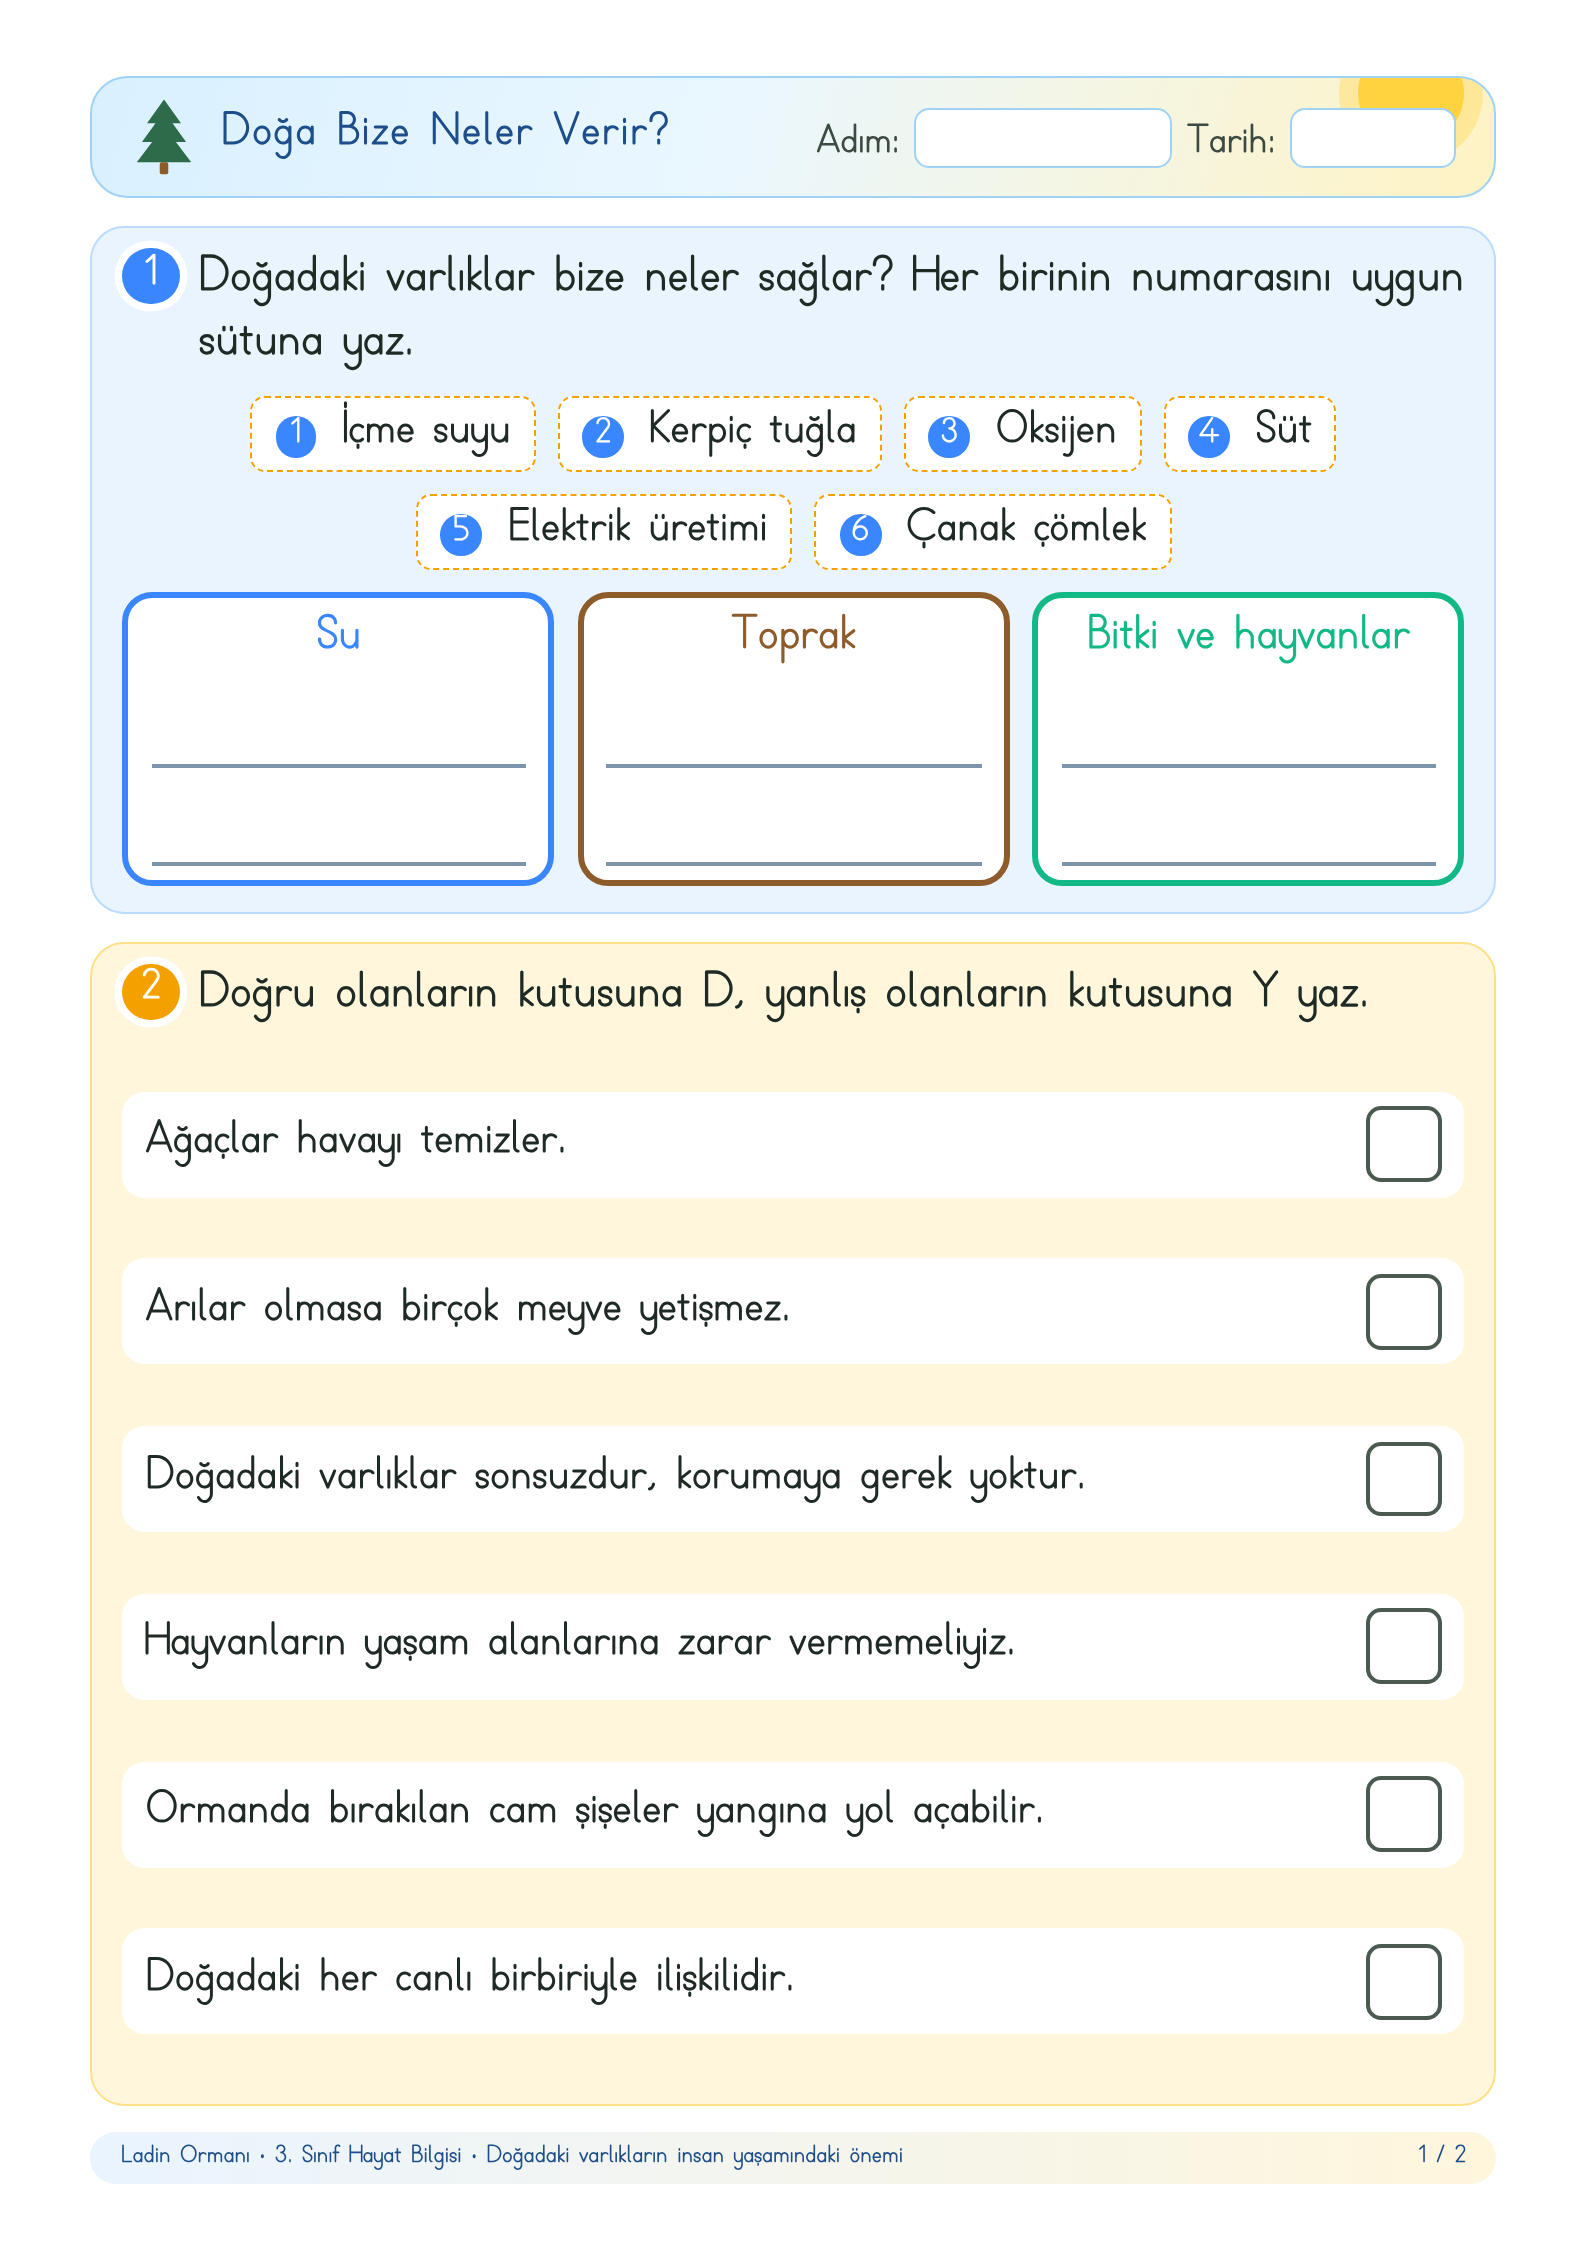 Doğa Bize Neler Verir?
Adım:
Tarih:
1 Doğadaki varlıklar bize neler sağlar? Her birinin numarasını uygun
sütuna yaz.
1 İçme suyu
2 Kerpiç tuğla
3 Oksijen
4 Süt
5 Elektrik üretimi
6 Çanak çömlek
Su
Toprak
Bitki ve hayvanlar
2 Doğru olanların kutusuna D, yanlış olanların kutusuna Y yaz.
Ağaçlar havayı temizler.
Arılar olmasa birçok meyve yetişmez.
Doğadaki varlıklar sonsuzdur, korumaya gerek yoktur.
Hayvanların yaşam alanlarına zarar vermemeliyiz.
Ormanda bırakılan cam şişeler yangına yol açabilir.
Doğadaki her canlı birbiriyle ilişkilidir.
Ladin Ormanı • 3. Sınıf Hayat Bilgisi • Doğadaki varlıkların insan yaşamındaki önemi
1 / 2